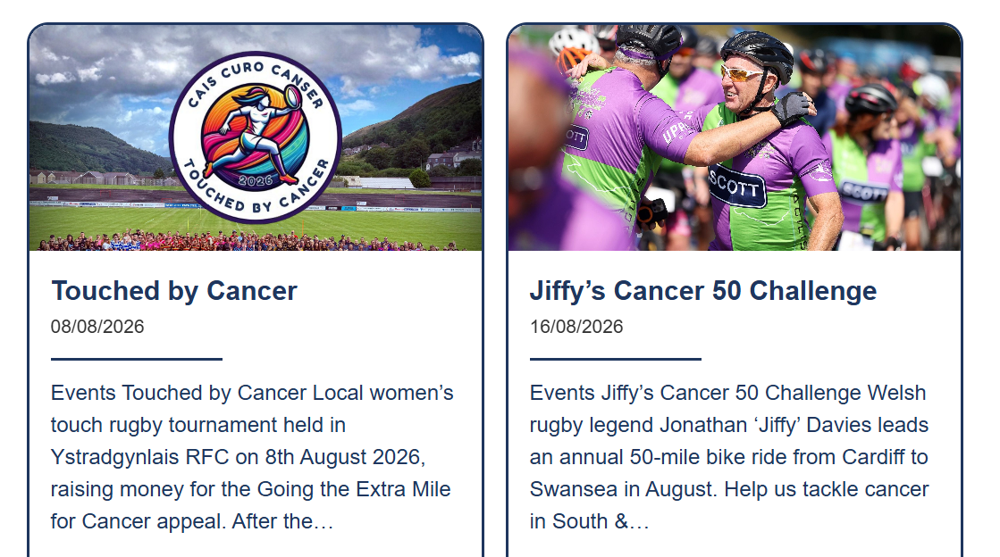 CAIS CURO CANSER
2026
TOUCHED BY CANCER
UPR
SCOTT
SCOTT
Touched by Cancer
08/08/2026
Events Touched by Cancer Local women’s
touch rugby tournament held in
Ystradgynlais RFC on 8th August 2026,
raising money for the Going the Extra Mile
for Cancer appeal. After the…
Jiffy’s Cancer 50 Challenge
16/08/2026
Events Jiffy’s Cancer 50 Challenge Welsh
rugby legend Jonathan ‘Jiffy’ Davies leads
an annual 50-mile bike ride from Cardiff to
Swansea in August. Help us tackle cancer
in South &…